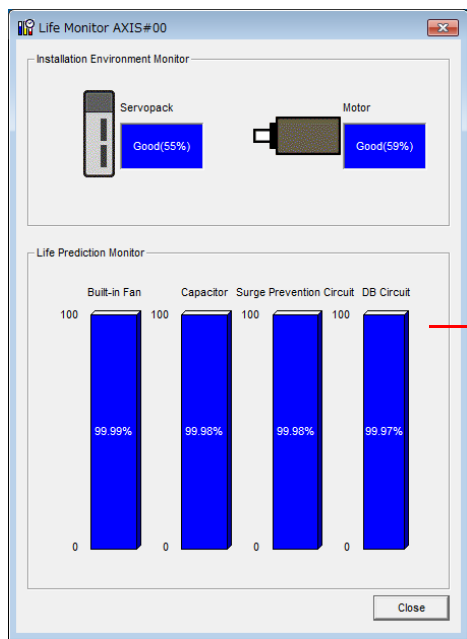 Life Monitor AXIS#00
Installation Environment Monitor
Servopack
Motor
Good(55%)
Good(59%)
Life Prediction Monitor
Built-in Fan Capacitor Surge Prevention Circuit DB Circuit
100 100 100 100
99.99% 99.98% 99.98% 99.97%
0 0 0 0
Close